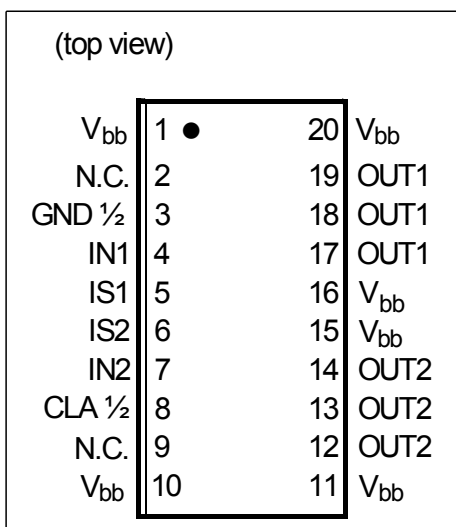 (top view)
Vbb 1 ● 20 Vbb
N.C. 2 19 OUT1
GND ½ 3 18 OUT1
IN1 4 17 OUT1
IS1 5 16 Vbb
IS2 6 15 Vbb
IN2 7 14 OUT2
CLA ½ 8 13 OUT2
N.C. 9 12 OUT2
Vbb 10 11 Vbb